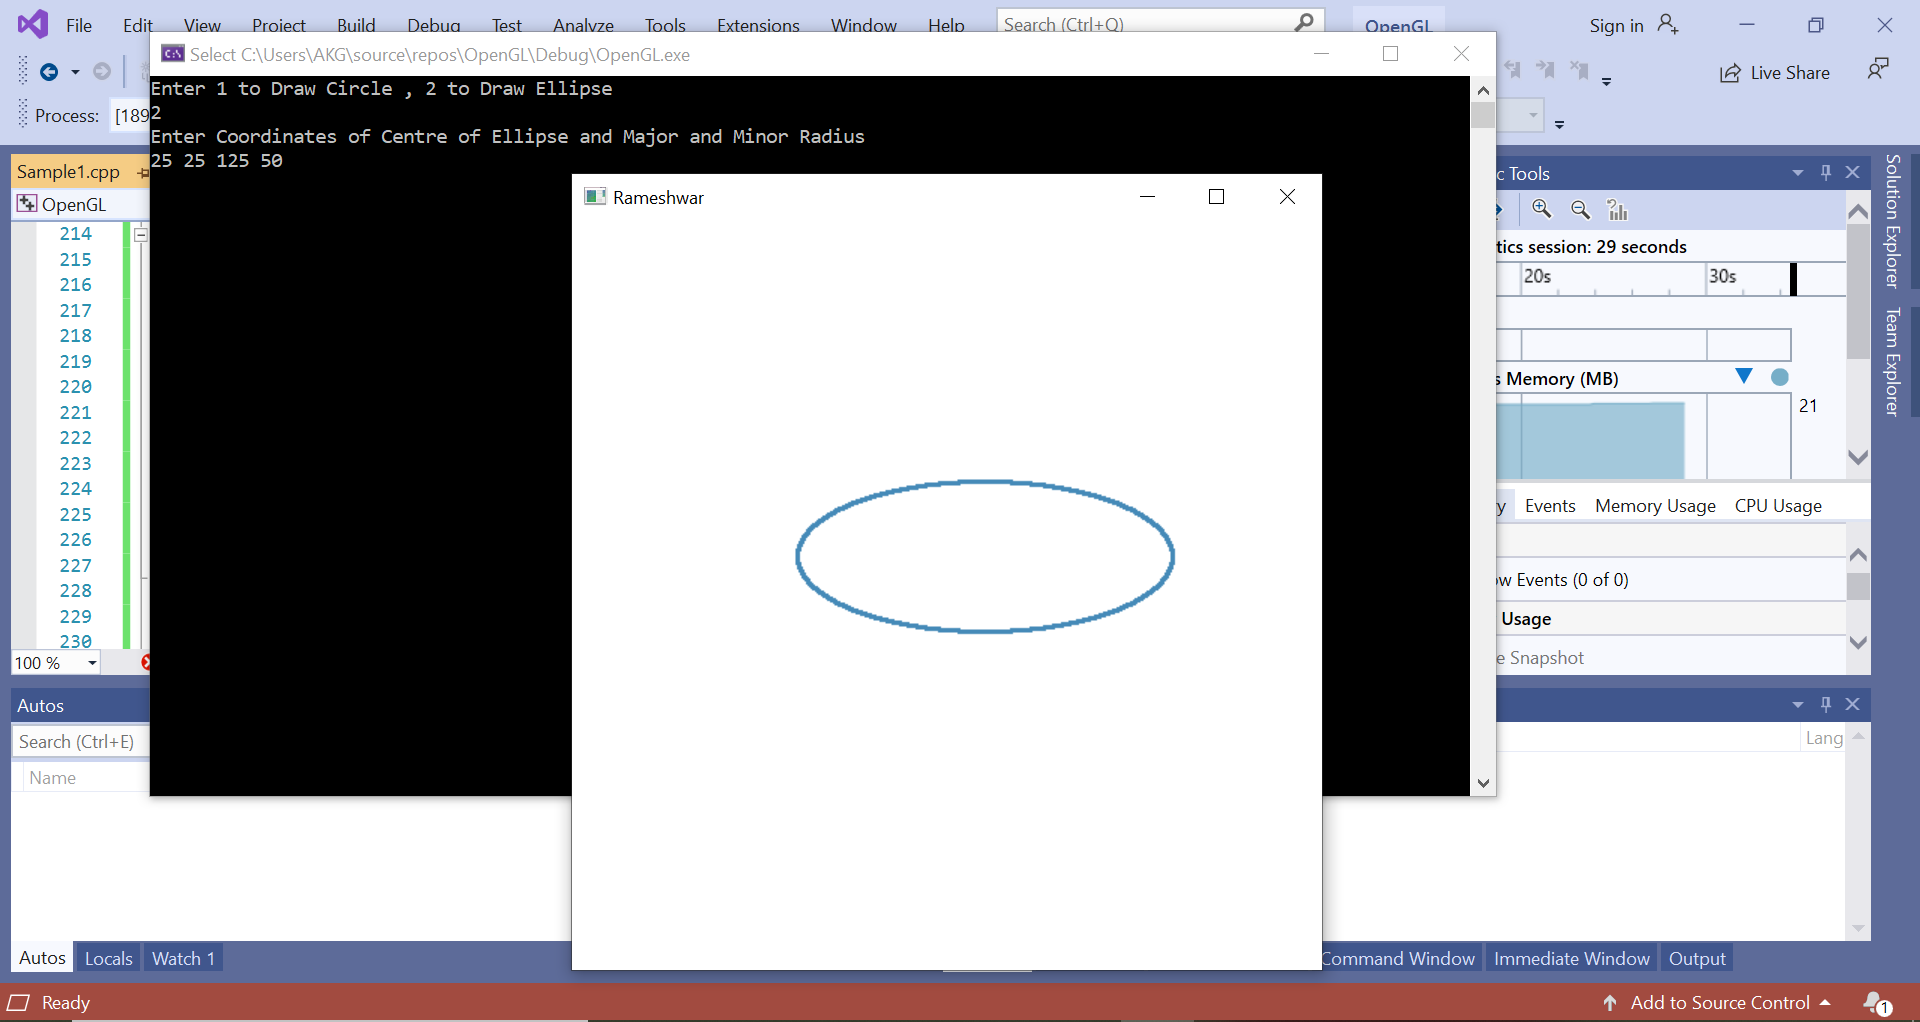 File Edit View Project Build Debug Test Analyze Tools Extensions Window Help Search (Ctrl+Q) OpenGL Sign in
Select C:\Users\AKG\source\repos\OpenGL\Debug\OpenGL.exe
Live Share
Process: [189
Enter 1 to Draw Circle , 2 to Draw Ellipse
2
Enter Coordinates of Centre of Ellipse and Major and Minor Radius
25 25 125 50
Rameshwar
Sample1.cpp
OpenGL
214
215
216
217
218
219
220
221
222
223
224
225
226
227
228
229
230
100 %
c Tools
tics session: 29 seconds
20s 30s
s Memory (MB)
21
y Events Memory Usage CPU Usage
ow Events (0 of 0)
Usage
e Snapshot
Solution Explorer
Team Explorer
Autos
Search (Ctrl+E)
Name
Lang
Autos Locals Watch 1
Command Window Immediate Window Output
Ready
Add to Source Control
1